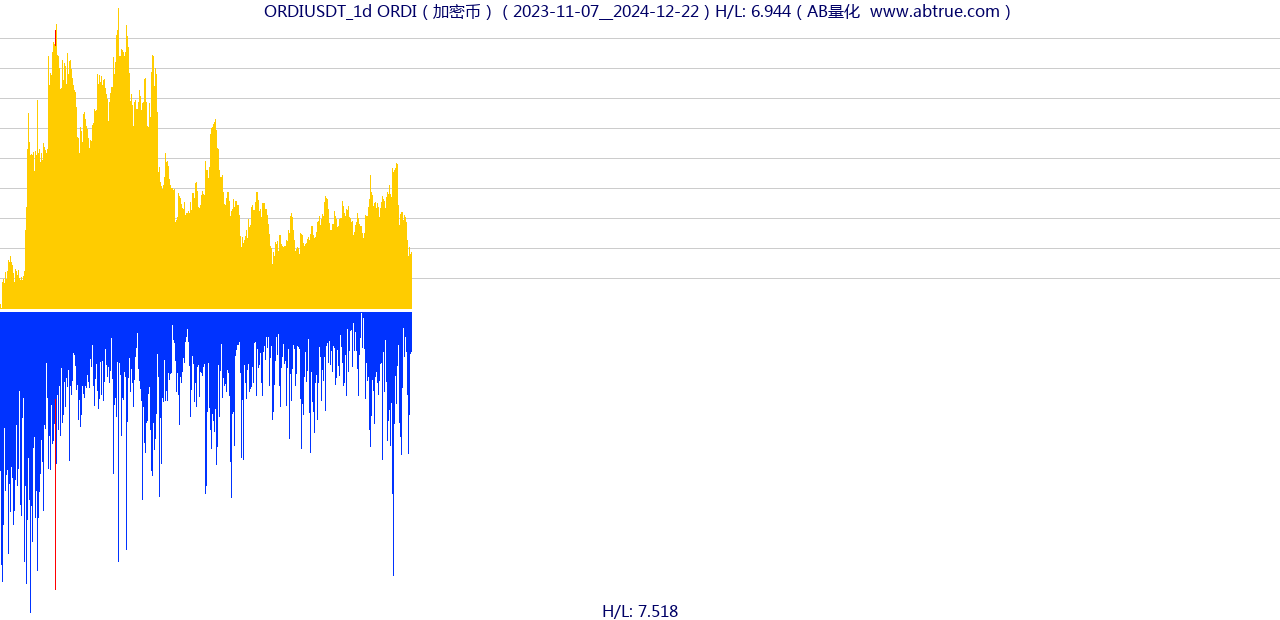 ORDIUSDT_1d ORDI（加密币）（2023-11-07__2024-12-22）H/L: 6.944（AB量化  www.abtrue.com）
H/L: 7.518